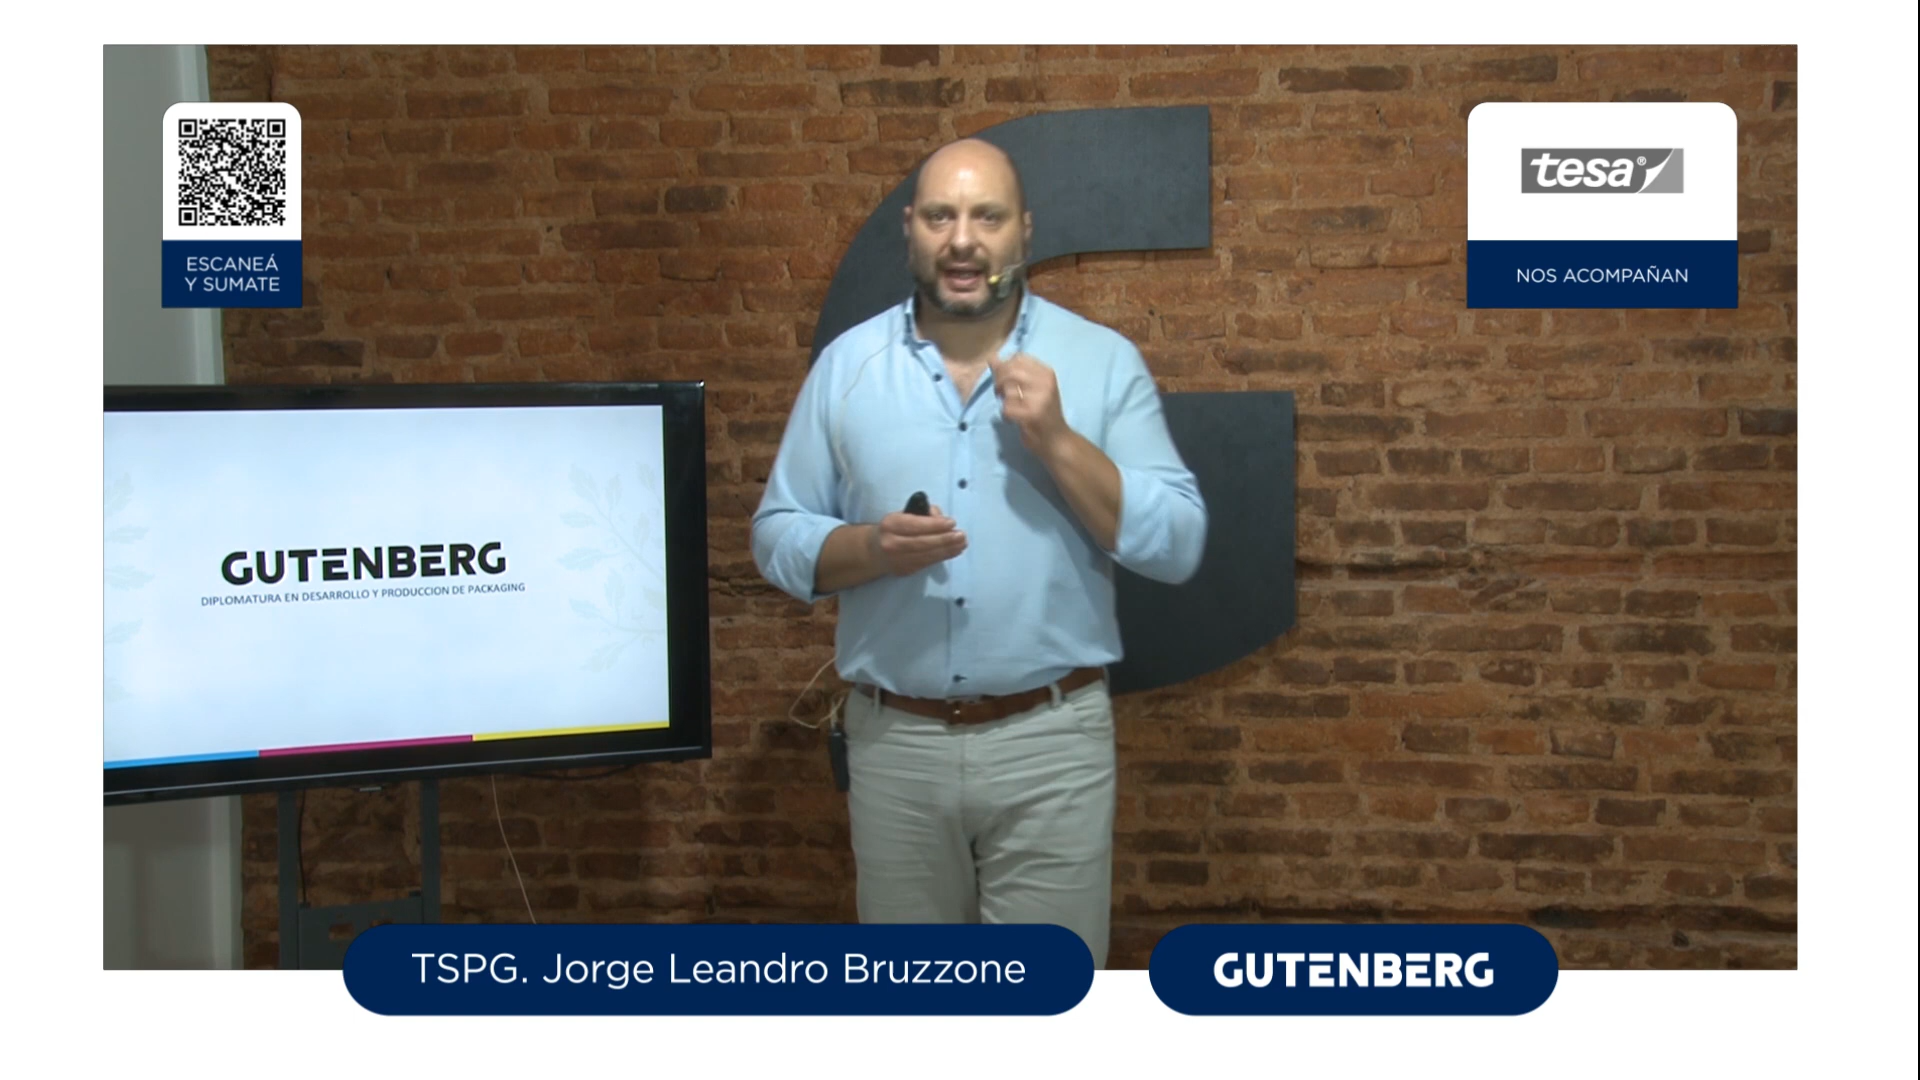 ESCANEÁ
Y SUMATE
tesa®
NOS ACOMPAÑAN
GUTENBERG
DIPLOMATURA EN DESARROLLO Y PRODUCCION DE PACKAGING
TSPG. Jorge Leandro Bruzzone
GUTENBERG